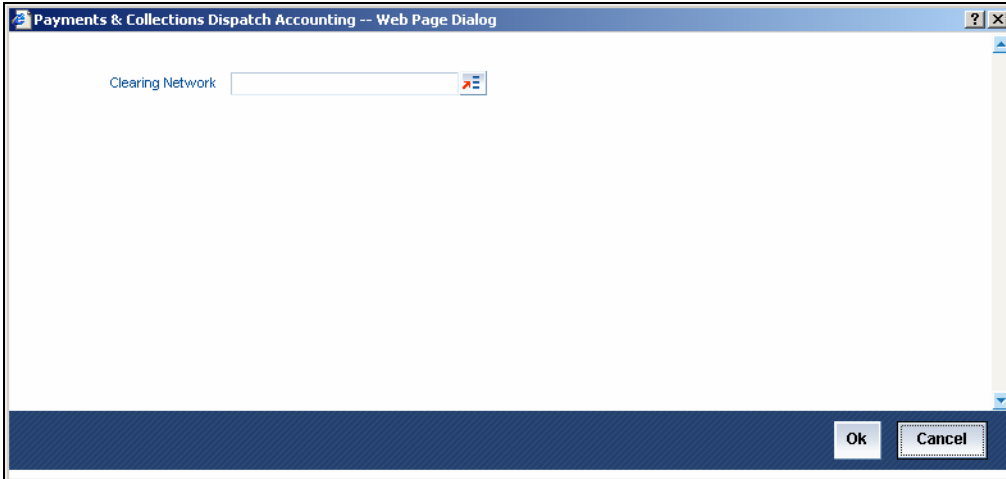 Payments & Collections Dispatch Accounting -- Web Page Dialog
? X
Clearing Network
Ok Cancel